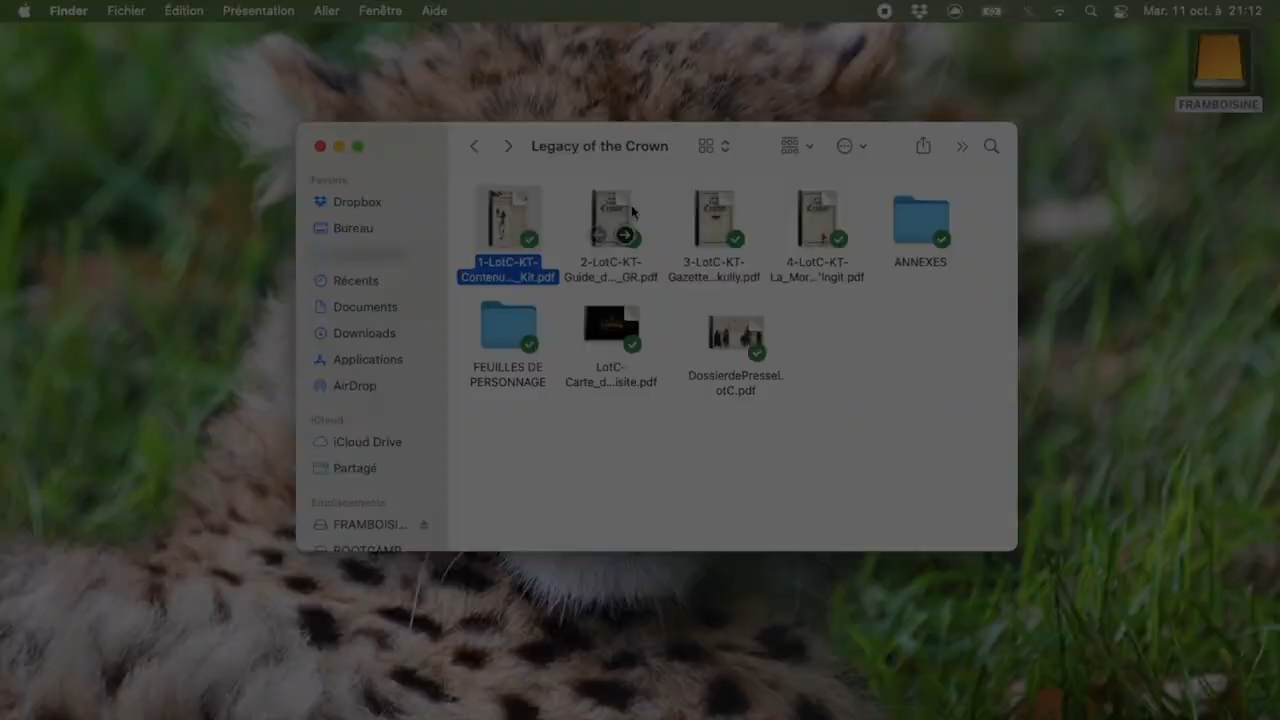 Finder Fichier Édition Présentation Aller Fenêtre Aide Mar. 11 oct. à 21:12
FRAMBOISINE
Legacy of the Crown
Favoris
Dropbox
Bureau
Récents
Documents
Downloads
Applications
AirDrop
iCloud
iCloud Drive
Partagé
Emplacements
FRAMBOISI...
BOOTCAMP
1-LotC-KT-
Contenu..._Kit.pdf
2-LotC-KT-
Guide_d..._GR.pdf
3-LotC-KT-
Gazette...kully.pdf
4-LotC-KT-
La_Mor..."Ingit.pdf
ANNEXES
FEUILLES DE
PERSONNAGE
LotC-
Carte_d...isite.pdf
DossierdePresseL
otC.pdf